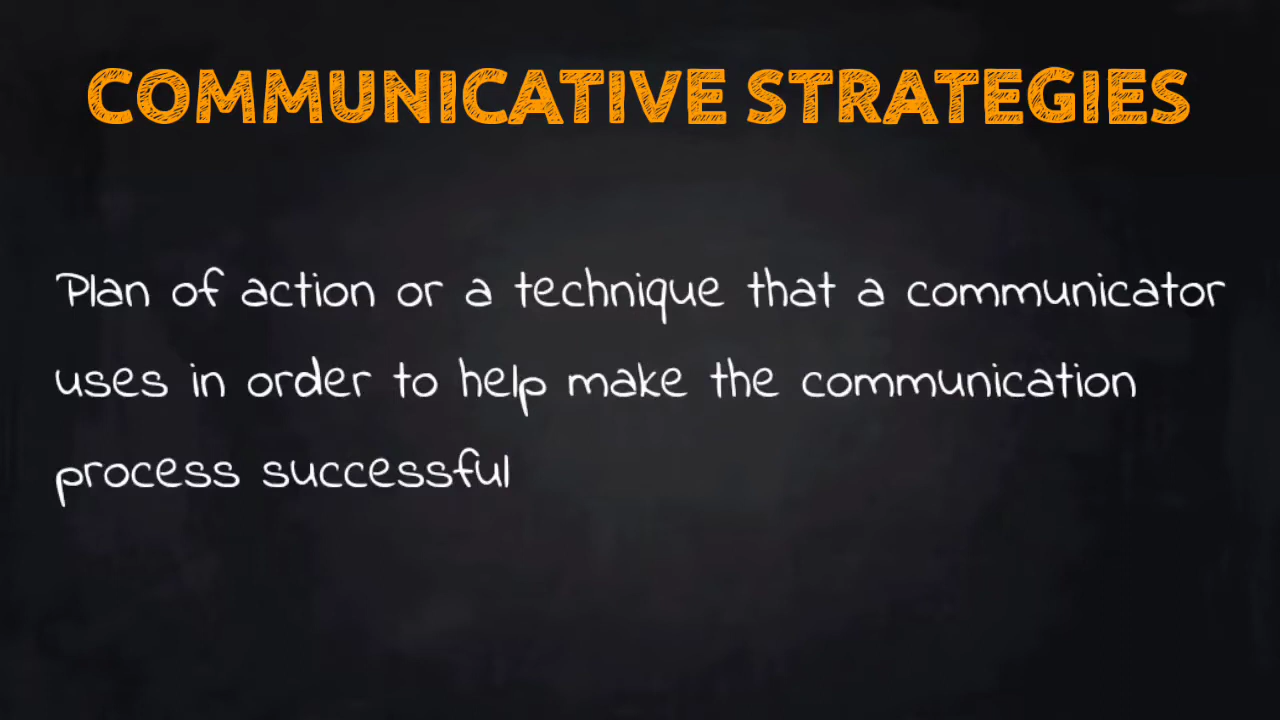 COMMUNICATIVE STRATEGIES
Plan of action or a technique that a communicator
uses in order to help make the communication
process successful